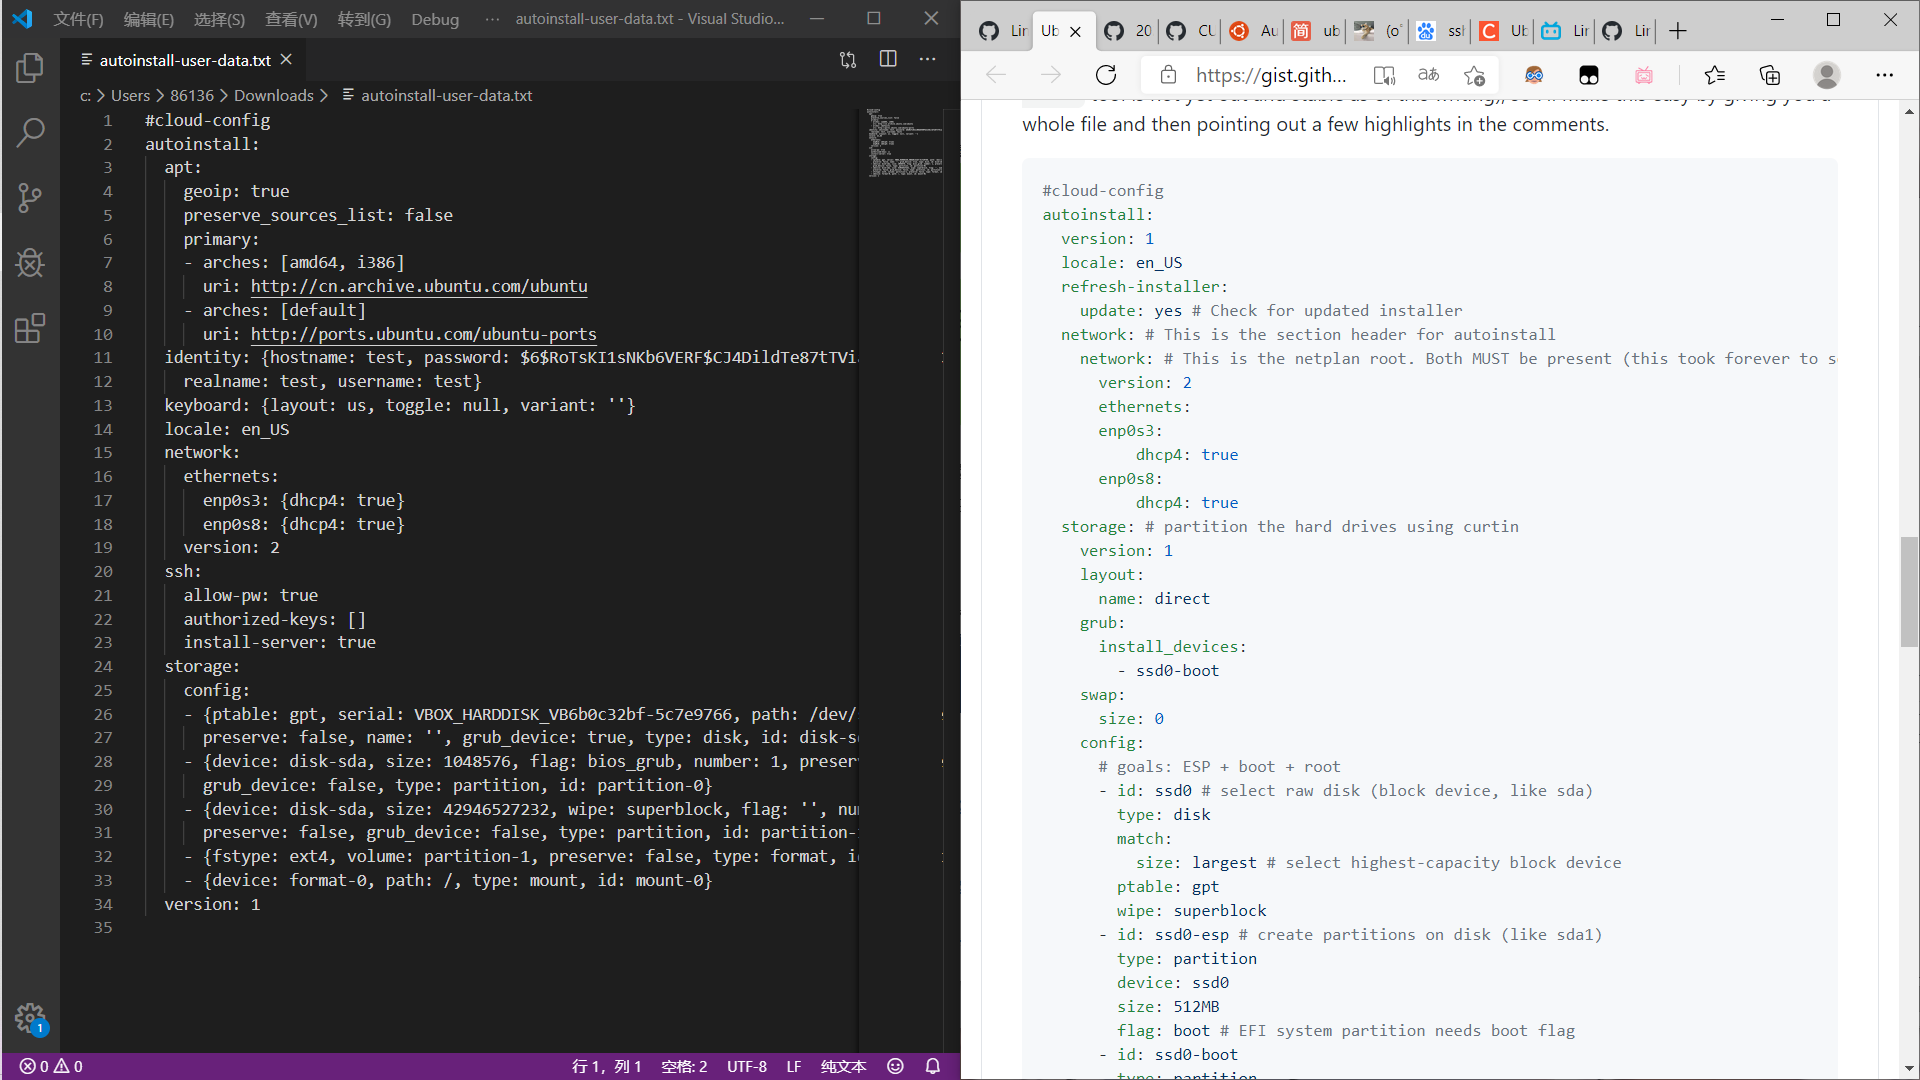 文件(F) 编辑(E) 选择(S) 查看(V) 转到(G) Debug ··· autoinstall-user-data.txt - Visual Studio...
autoinstall-user-data.txt
c: > Users > 86136 > Downloads > autoinstall-user-data.txt
1 #cloud-config
2 autoinstall:
3 apt:
4 geoip: true
5 preserve_sources_list: false
6 primary:
7 - arches: [amd64, i386]
8 uri: http://cn.archive.ubuntu.com/ubuntu
9 - arches: [default]
10 uri: http://ports.ubuntu.com/ubuntu-ports
11 identity: {hostname: test, password: $6$RoTsKI1sNKb6VERF$CJ4DildTe87tTVi
12 realname: test, username: test}
13 keyboard: {layout: us, toggle: null, variant: ''}
14 locale: en_US
15 network:
16 ethernets:
17 enp0s3: {dhcp4: true}
18 enp0s8: {dhcp4: true}
19 version: 2
20 ssh:
21 allow-pw: true
22 authorized-keys: []
23 install-server: true
24 storage:
25 config:
26 - {ptable: gpt, serial: VBOX_HARDDISK_VB6b0c32bf-5c7e9766, path: /dev/
27 preserve: false, name: '', grub_device: true, type: disk, id: disk-s
28 - {device: disk-sda, size: 1048576, flag: bios_grub, number: 1, preser
29 grub_device: false, type: partition, id: partition-0}
30 - {device: disk-sda, size: 42946527232, wipe: superblock, flag: '', nu
31 preserve: false, grub_device: false, type: partition, id: partition-
32 - {fstype: ext4, volume: partition-1, preserve: false, type: format, i
33 - {device: format-0, path: /, type: mount, id: mount-0}
34 version: 1
35
1
0 0 行 1，列 1 空格: 2 UTF-8 LF 纯文本
Lir Ub 20 CU Au 简 ub (o ssh Ub Lir Lir
https://gist.gith... aあ
whole file and then pointing out a few highlights in the comments.
#cloud-config
autoinstall:
version: 1
locale: en_US
refresh-installer:
update: yes # Check for updated installer
network: # This is the section header for autoinstall
network: # This is the netplan root. Both MUST be present (this took forever to s
version: 2
ethernets:
enp0s3:
dhcp4: true
enp0s8:
dhcp4: true
storage: # partition the hard drives using curtin
version: 1
layout:
name: direct
grub:
install_devices:
- ssd0-boot
swap:
size: 0
config:
# goals: ESP + boot + root
- id: ssd0 # select raw disk (block device, like sda)
type: disk
match:
size: largest # select highest-capacity block device
ptable: gpt
wipe: superblock
- id: ssd0-esp # create partitions on disk (like sda1)
type: partition
device: ssd0
size: 512MB
flag: boot # EFI system partition needs boot flag
- id: ssd0-boot
type: partition